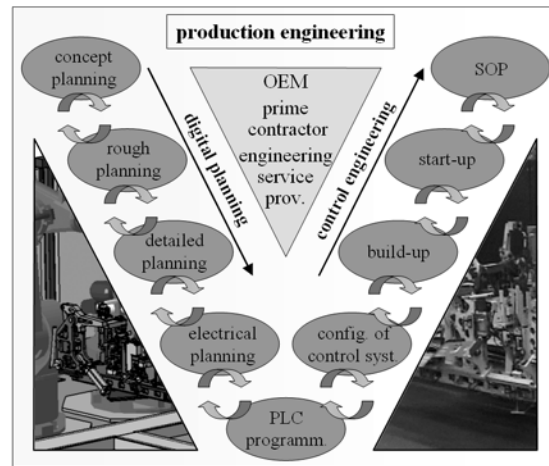 production engineering
concept
planning
rough
planning
detailed
planning
electrical
planning
PLC
programm.
config. of
control syst.
build-up
start-up
SOP
digital planning
OEM
prime
contractor
engineering
service
prov.
control engineering